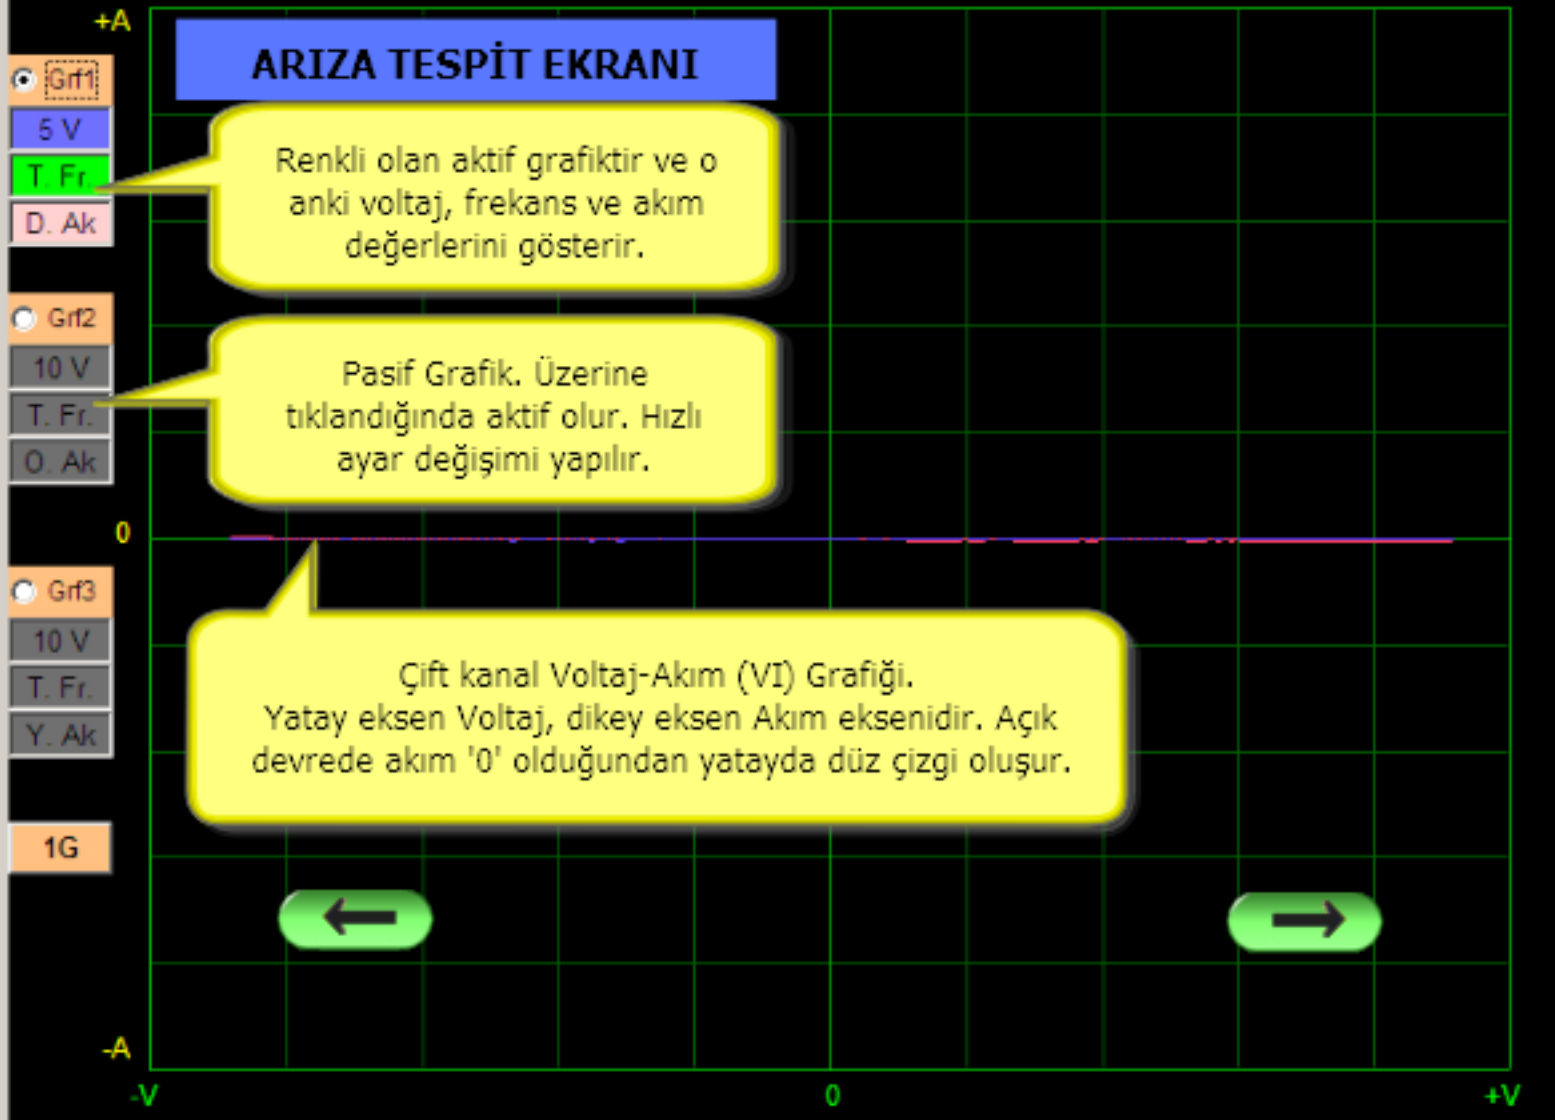 +A
ARIZA TESPİT EKRANI
Grf1
5 V
T. Fr.
D. Ak
Renkli olan aktif grafiktir ve o
anki voltaj, frekans ve akım
değerlerini gösterir.
Grf2
10 V
T. Fr.
O. Ak
Pasif Grafik. Üzerine
tıklandığında aktif olur. Hızlı
ayar değişimi yapılır.
0
Grf3
10 V
T. Fr.
Y. Ak
Çift kanal Voltaj-Akım (VI) Grafiği.
Yatay eksen Voltaj, dikey eksen Akım eksenidir. Açık
devrede akım '0' olduğundan yatayda düz çizgi oluşur.
1G
-A
-V 0 +V